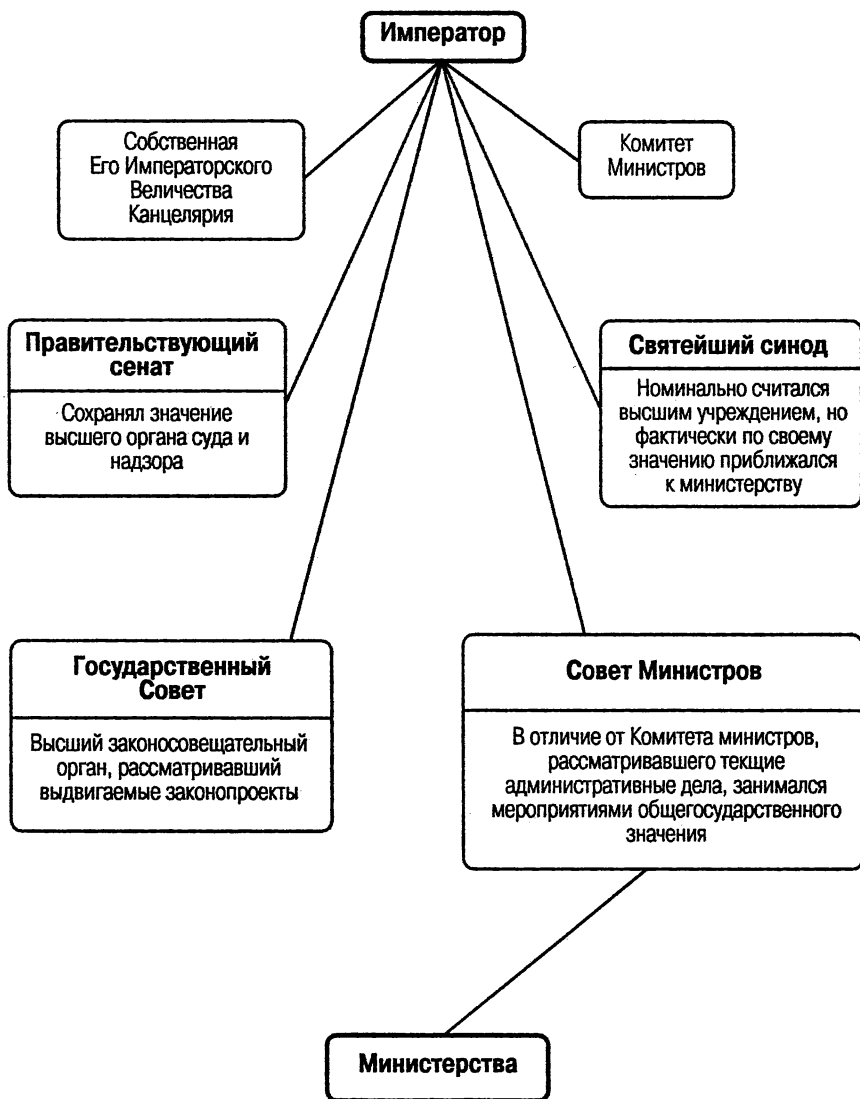 Император
Собственная
Его Императорского
Величества
Канцелярия
Комитет
Министров
Правительствующий
сенат
Сохранял значение
высшего органа суда и
надзора
Святейший синод
Номинально считался
высшим учреждением, но
фактически по своему
значению приближался
к министерству
Государственный
Совет
Высший законосовещательный
орган, рассматривавший
выдвигаемые законопроекты
Совет Министров
В отличие от Комитета министров,
рассматривавшего текщие
административные дела, занимался
мероприятиями общегосударственного
значения
Министерства